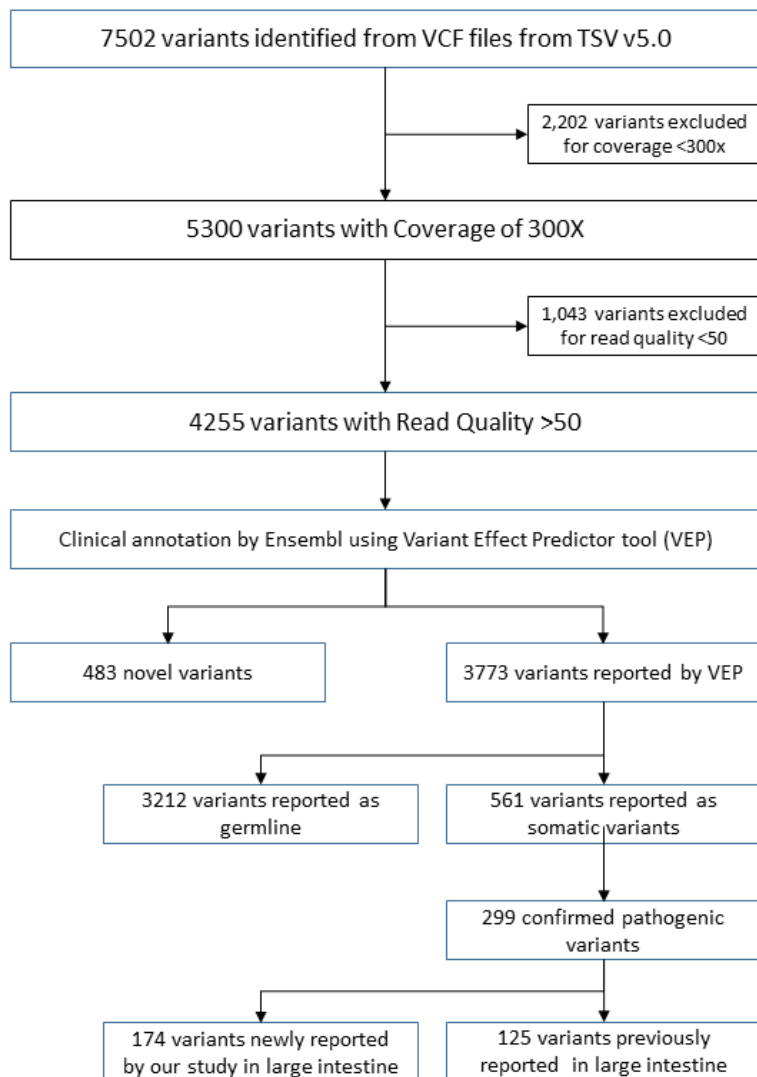 7502 variants identified from VCF files from TSV v5.0
2,202 variants excluded
for coverage <300x
5300 variants with Coverage of 300X
1,043 variants excluded
for read quality <50
4255 variants with Read Quality >50
Clinical annotation by Ensembl using Variant Effect Predictor tool (VEP)
483 novel variants
3773 variants reported by VEP
3212 variants reported as
germline
561 variants reported as
somatic variants
299 confirmed pathogenic
variants
174 variants newly reported
by our study in large intestine
125 variants previously
reported in large intestine